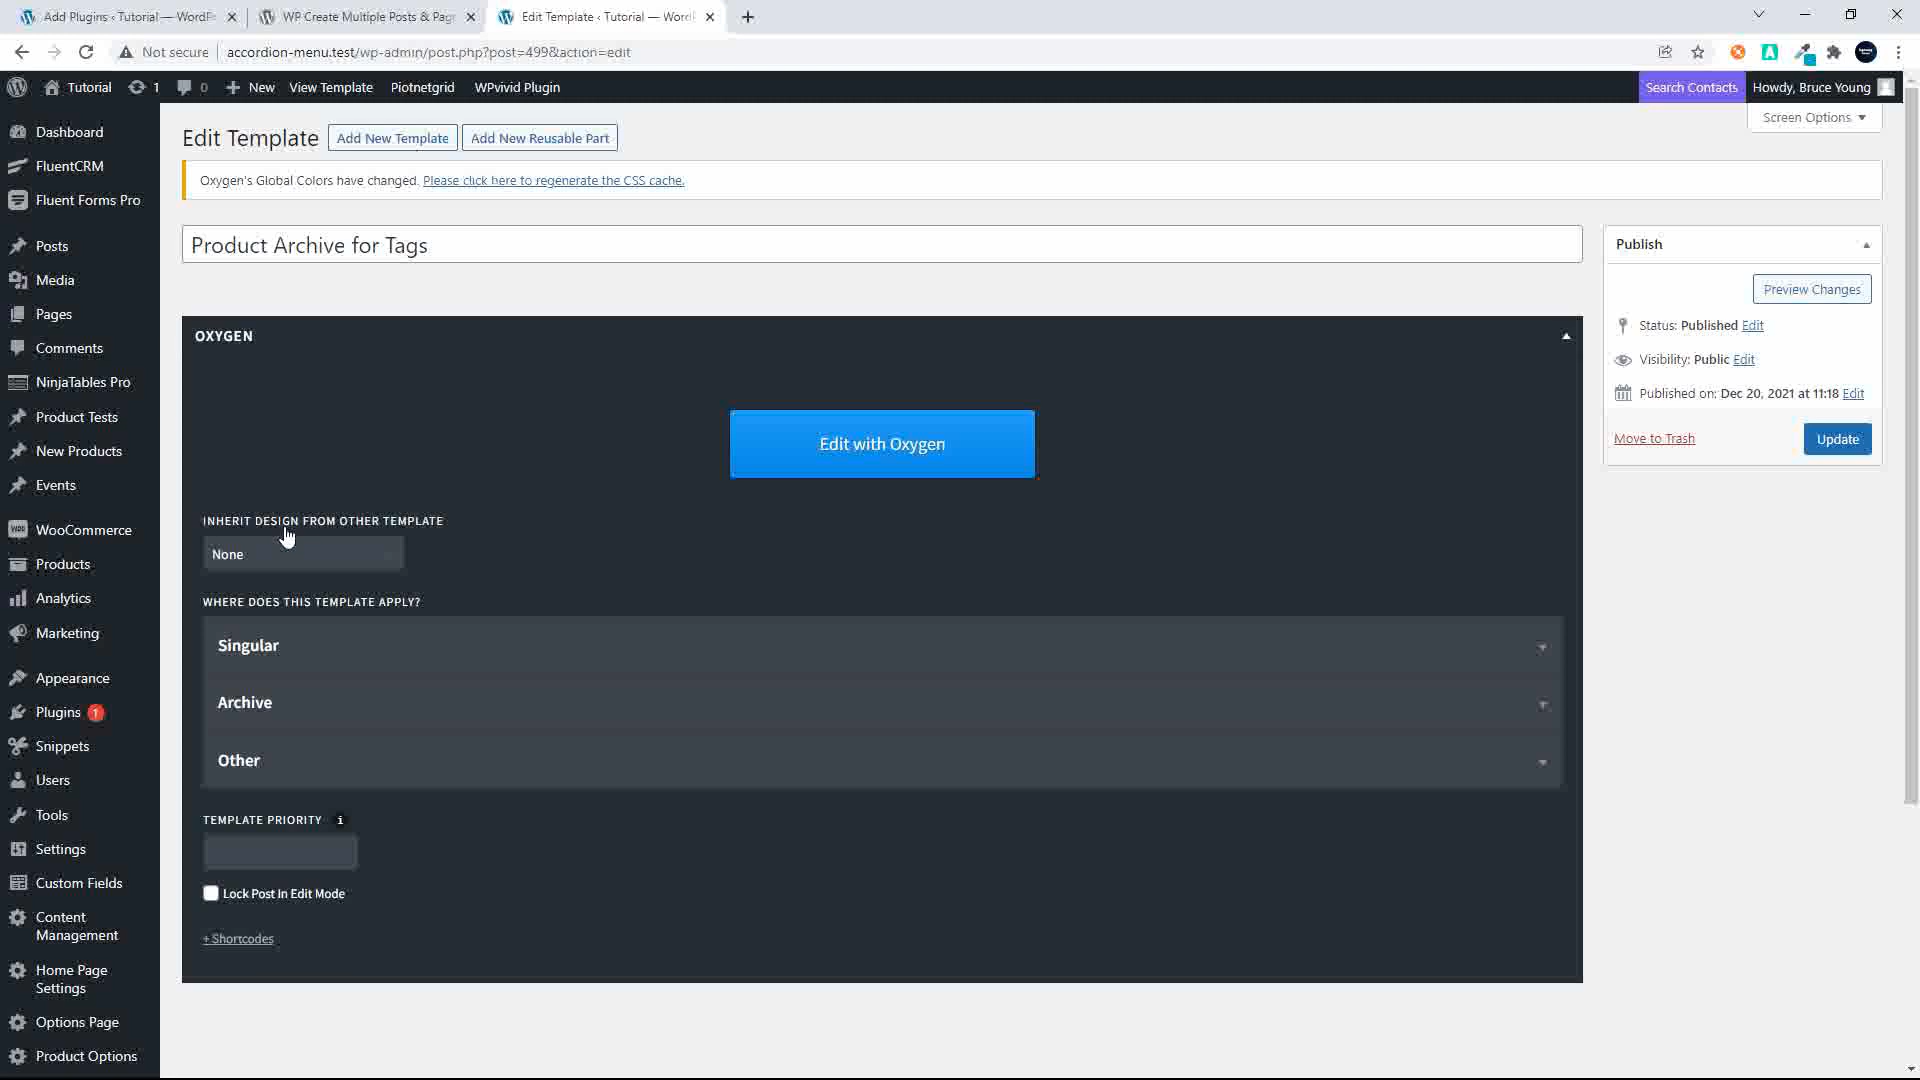 Add Plugins ‹ Tutorial — WordPr
WP Create Multiple Posts & Page
Edit Template ‹ Tutorial — Word
Not secure
accordion-menu.test/wp-admin/post.php?post=499&action=edit
Tutorial
1
0
New
View Template
Piotnetgrid
WPvivid Plugin
Search Contacts
Howdy, Bruce Young
Screen Options
Dashboard
FluentCRM
Fluent Forms Pro
Posts
Media
Pages
Comments
NinjaTables Pro
Product Tests
New Products
Events
WooCommerce
Products
Analytics
Marketing
Appearance
Plugins 1
Snippets
Users
Tools
Settings
Custom Fields
Content
Management
Home Page
Settings
Options Page
Product Options
Edit Template
Add New Template
Add New Reusable Part
Oxygen's Global Colors have changed. Please click here to regenerate the CSS cache.
Product Archive for Tags
OXYGEN
Edit with Oxygen
INHERIT DESIGN FROM OTHER TEMPLATE
None
WHERE DOES THIS TEMPLATE APPLY?
Singular
Archive
Other
TEMPLATE PRIORITY i
Lock Post In Edit Mode
+ Shortcodes
Publish
Preview Changes
Status: Published Edit
Visibility: Public Edit
Published on: Dec 20, 2021 at 11:18 Edit
Move to Trash
Update